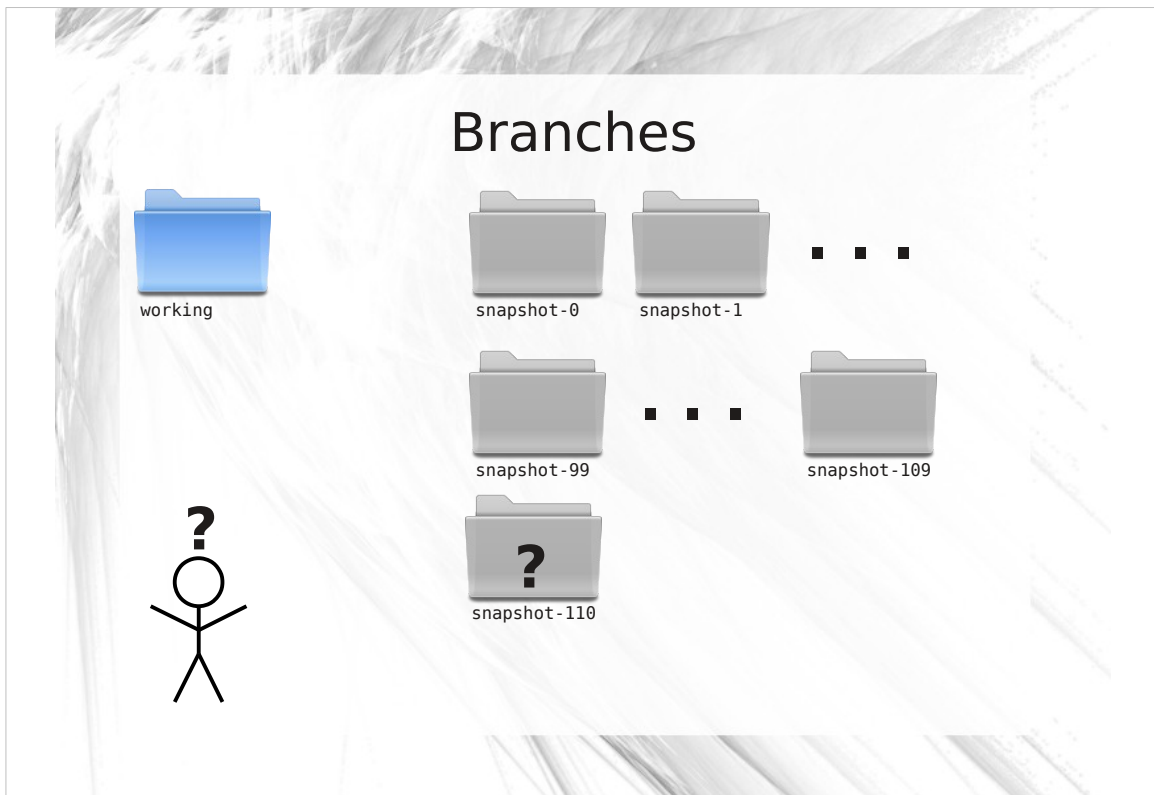 Branches
working
snapshot-0
snapshot-1
. . .
snapshot-99
. . .
snapshot-109
?
?
snapshot-110